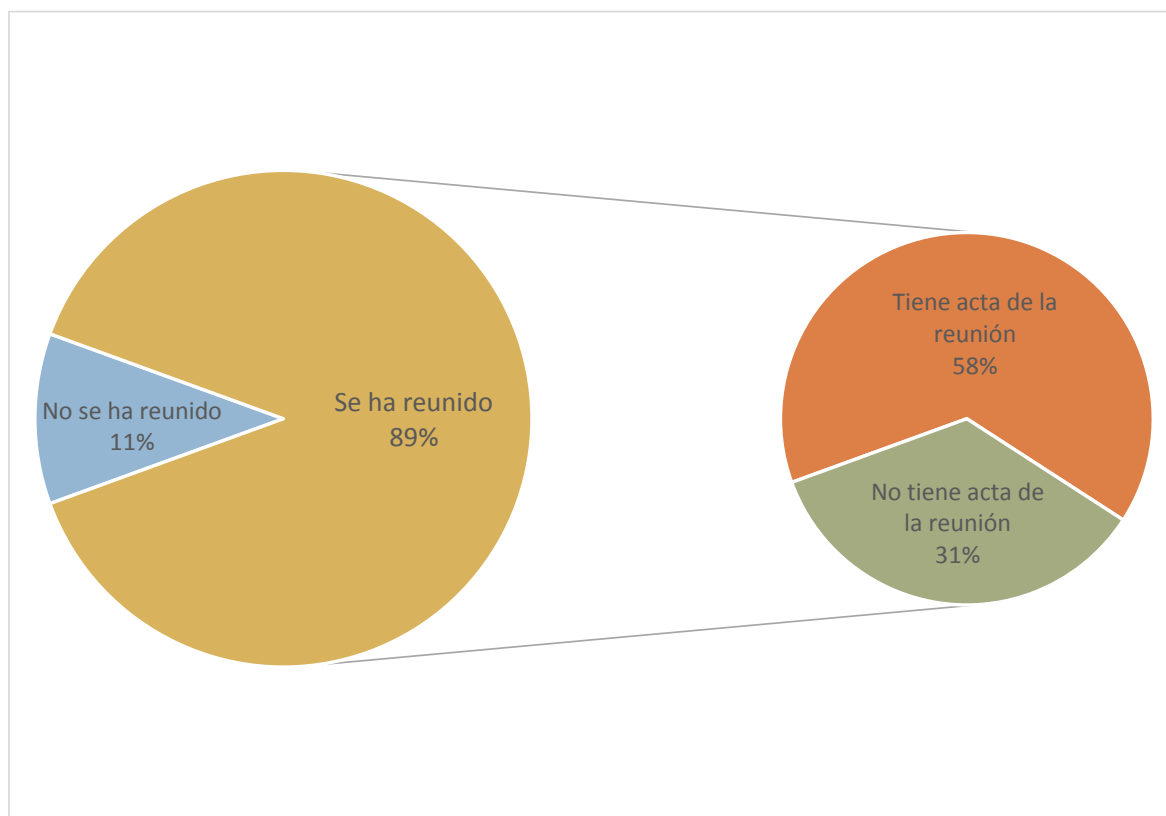 No se ha reunido
11%
Se ha reunido
89%
Tiene acta de la
reunión
58%
No tiene acta de
la reunión
31%